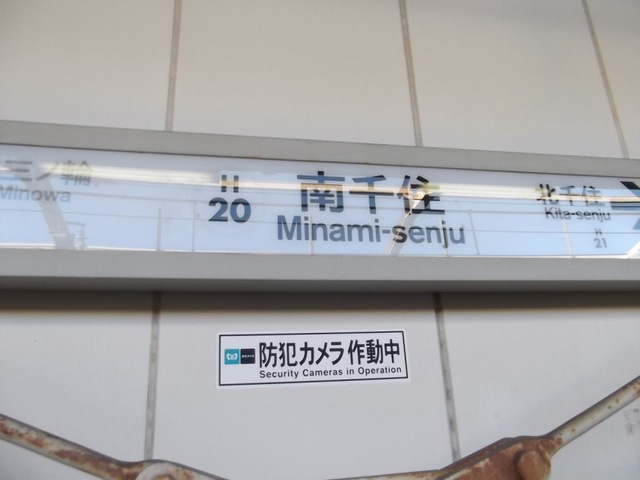 三ノ輪
Minowa
H
20
南千住
Minami-senju
北千住
Kita-senju
H
21
防犯カメラ作動中
Security Cameras in Operation